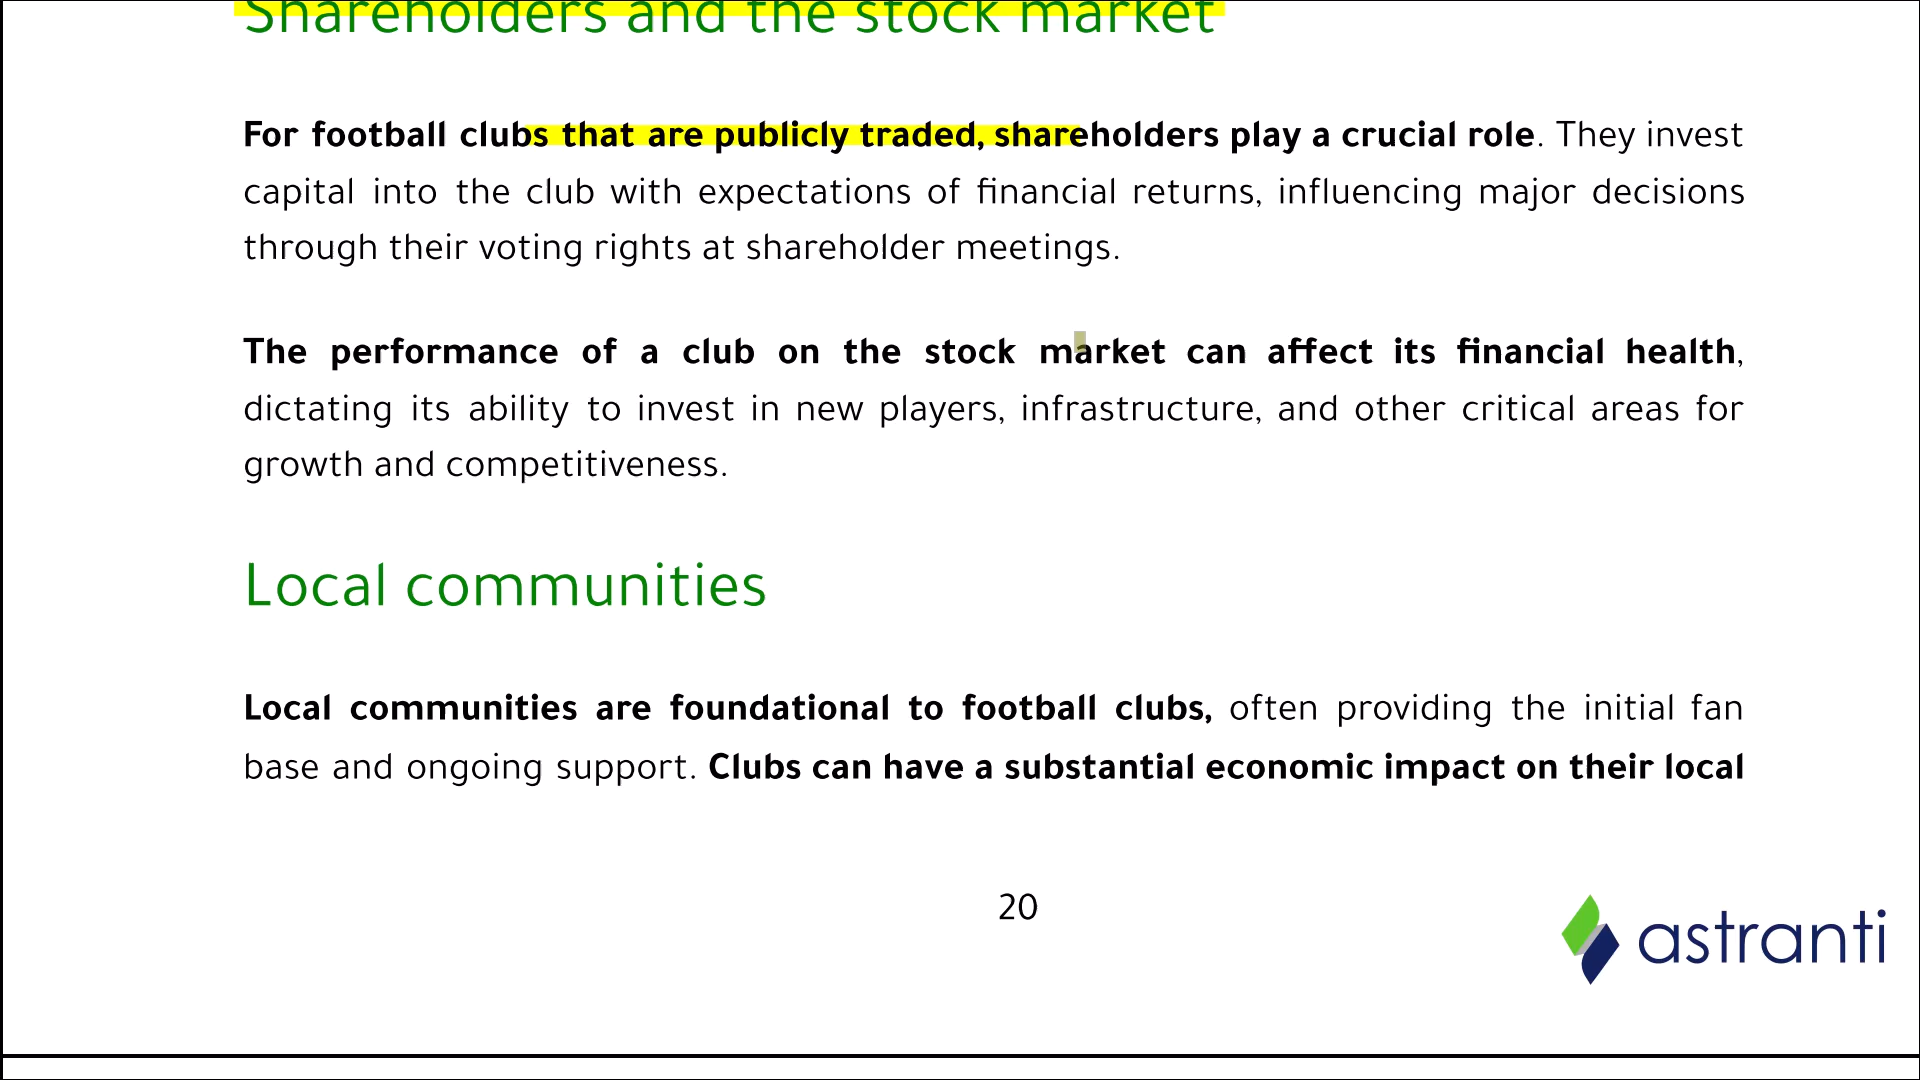 Shareholders and the stock market
For football clubs that are publicly traded, shareholders play a crucial role. They invest
capital into the club with expectations of financial returns, influencing major decisions
through their voting rights at shareholder meetings.
The performance of a club on the stock market can affect its financial health,
dictating its ability to invest in new players, infrastructure, and other critical areas for
growth and competitiveness.
Local communities
Local communities are foundational to football clubs, often providing the initial fan
base and ongoing support. Clubs can have a substantial economic impact on their local
20
astranti